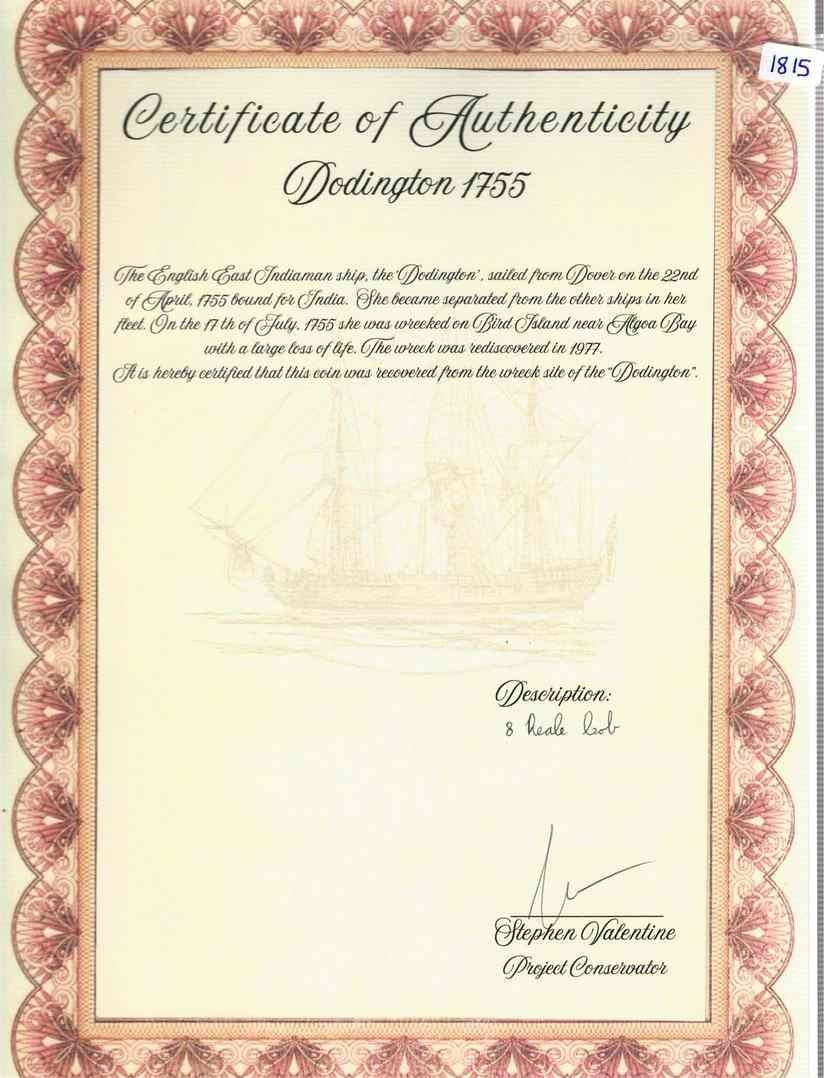 1815
Certificate of Authenticity
Dodington 1755
The English East Indiaman ship, the 'Dodington', sailed from Dover on the 22nd
of April, 1755 bound for India. She became separated from the other ships in her
fleet. On the 17 th of July, 1755 she was wrecked on Bird Island near Algoa Bay
with a large loss of life. The wreck was rediscovered in 1977.
It is hereby certified that this coin was recovered from the wreck site of the "Dodington".
Description:
8 Reale Cob
Stephen Valentine
Project Conservator